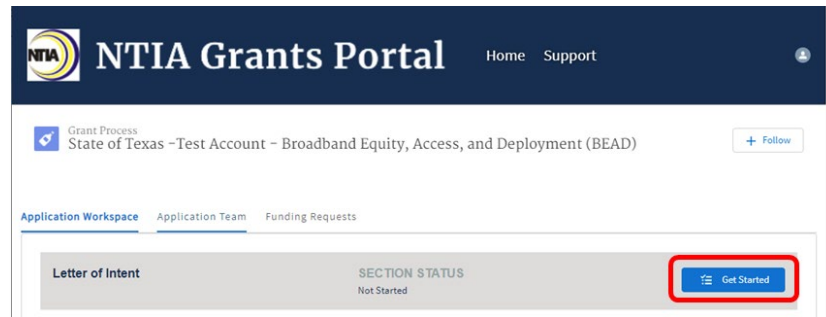 NTIA NTIA Grants Portal Home Support
Grant Process
State of Texas -Test Account - Broadband Equity, Access, and Deployment (BEAD)
+ Follow
Application Workspace Application Team Funding Requests
Letter of Intent
SECTION STATUS
Not Started
Get Started